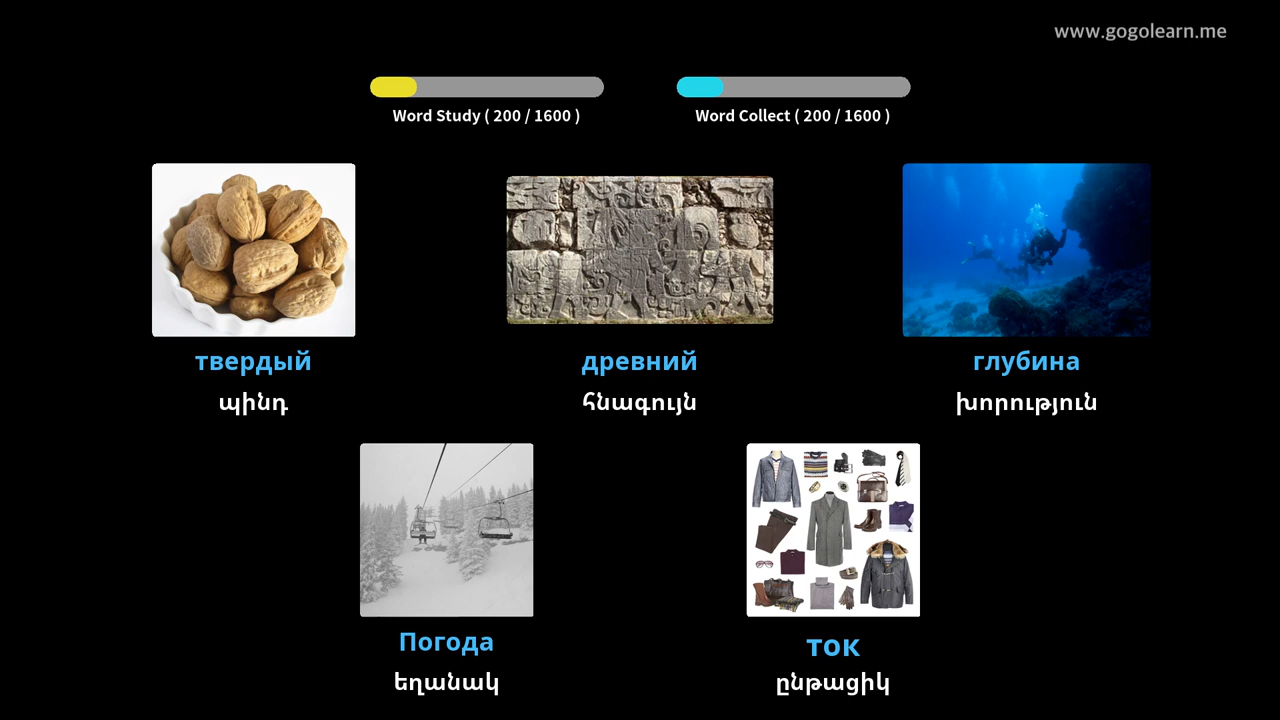 www.gogolearn.me
Word Study ( 200 / 1600 )
Word Collect ( 200 / 1600 )
твердый
древний
глубина
պինդ
հնագույն
խորություն
Погода
ток
եղանակ
ընթացիկ